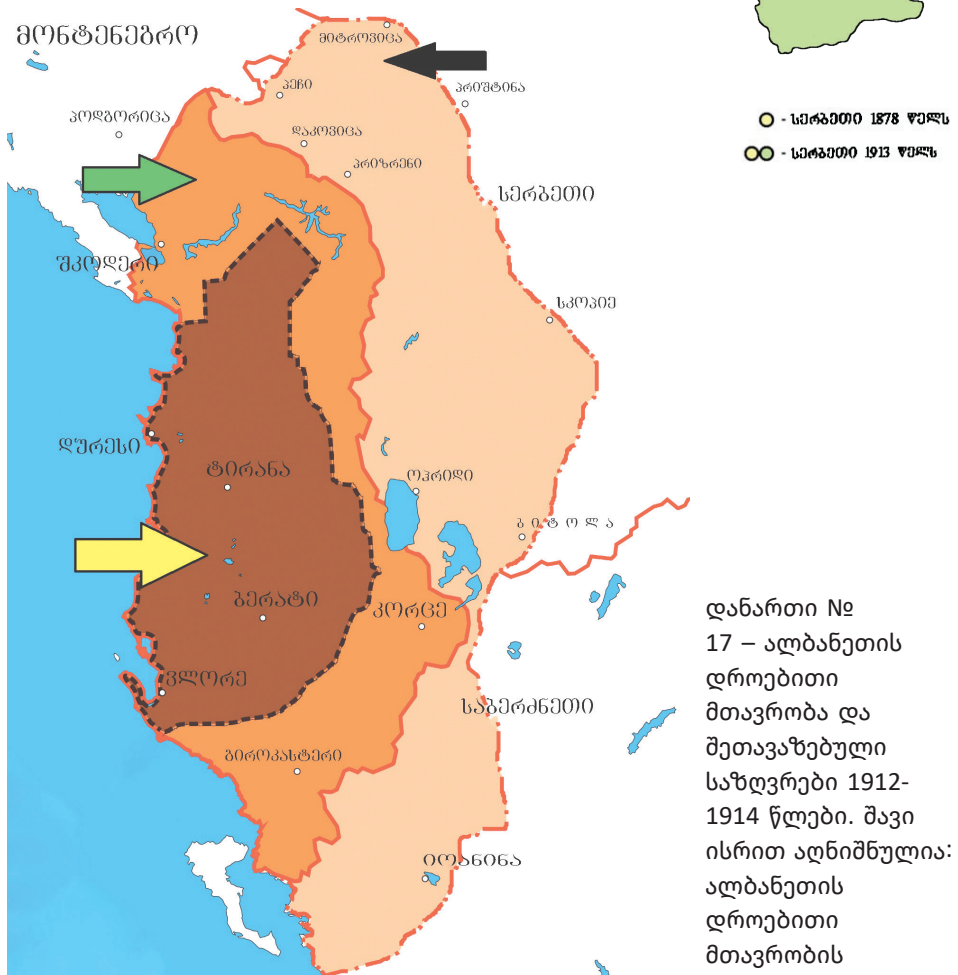 მონტენეგრო
მიტროვიცა
პეჩი
პრიშტინა
პოდგორიცა
დაკოვიცა
პრიზრენი
- სერბეთი 1878 წელს
- სერბეთი 1913 წელს
სერბეთი
შკოდერი
სკოპიე
დურესი
ტირანა
ოჰრიდი
ბიტოლა
ბერატი
კორცე
ვლორე
საბერძნეთი
გიროკასტერი
იოანინა
დანართი №
17 – ალბანეთის
დროებითი
მთავრობა და
შეთავაზებული
საზღვრები 1912-
1914 წლები. შავი
ისრით აღნიშნულია:
ალბანეთის
დროებითი
მთავრობის